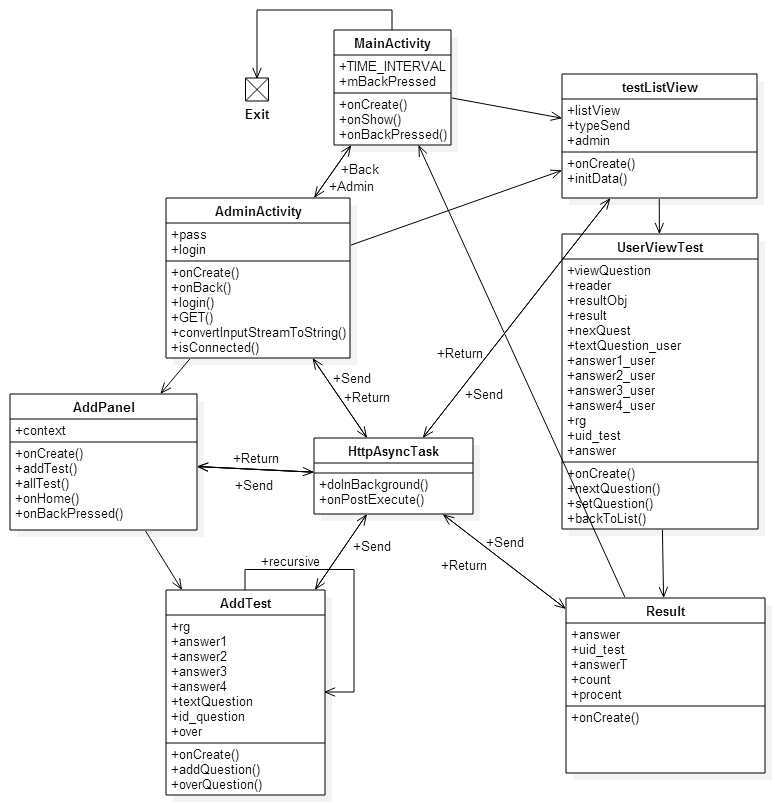 MainActivity
+TIME_INTERVAL
+mBackPressed
+onCreate()
+onShow()
+onBackPressed()
Exit
testListView
+listView
+typeSend
+admin
+onCreate()
+initData()
+Back
+Admin
AdminActivity
+pass
+login
+onCreate()
+onBack()
+login()
+GET()
+convertInputStreamToString()
+isConnected()
UserViewTest
+viewQuestion
+reader
+resultObj
+result
+nexQuest
+textQuestion_user
+answer1_user
+answer2_user
+answer3_user
+answer4_user
+rg
+uid_test
+answer
+onCreate()
+nextQuestion()
+setQuestion()
+backToList()
+Return
+Send
+Send
+Return
AddPanel
+context
+onCreate()
+addTest()
+allTest()
+onHome()
+onBackPressed()
+Return
+Send
HttpAsyncTask
+doInBackground()
+onPostExecute()
+Send
+recursive
+Send
+Return
AddTest
+rg
+answer1
+answer2
+answer3
+answer4
+textQuestion
+id_question
+over
+onCreate()
+addQuestion()
+overQuestion()
Result
+answer
+uid_test
+answerT
+count
+procent
+onCreate()